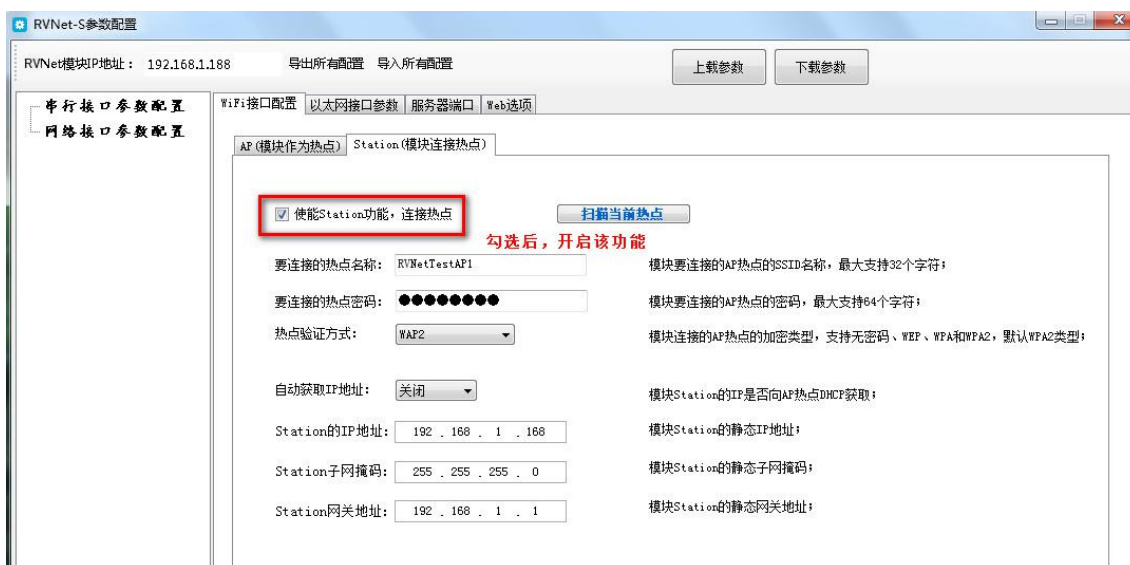 RVNet-S参数配置
RVNet模块IP地址： 192.168.1.188 导出所有配置 导入所有配置 上载参数 下载参数
串行接口参数配置
网络接口参数配置
WiFi接口配置 以太网接口参数 服务器端口 Web选项
AP(模块作为热点) Station(模块连接热点)
使能Station功能，连接热点 扫描当前热点
勾选后，开启该功能
要连接的热点名称： RVNetTestAP1 模块要连接的AP热点的SSID名称，最大支持32个字符；
要连接的热点密码： ●●●●●●●● 模块要连接的AP热点的密码，最大支持64个字符；
热点验证方式： WAP2 模块连接的AP热点的加密类型，支持无密码、WEP、WPA和WPA2，默认WPA2类型；
自动获取IP地址： 关闭 模块Station的IP是否向AP热点DHCP获取；
Station的IP地址： 192 . 168 . 1 . 168 模块Station的静态IP地址；
Station子网掩码： 255 . 255 . 255 . 0 模块Station的静态子网掩码；
Station网关地址： 192 . 168 . 1 . 1 模块Station的静态网关地址；